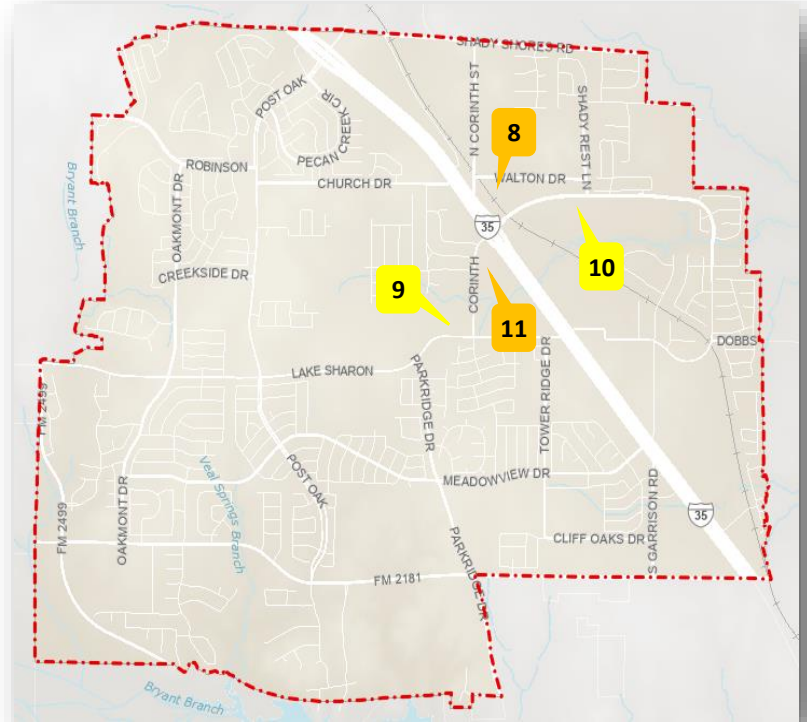 SHADY SHORES RD
POST OAK
PECAN CREEK CIR
N CORINTH ST
SHADY REST LN
8
ROBINSON
CHURCH DR
WALTON DR
Bryant Branch
OAKMONT DR
35
CREEKSIDE DR
CORINTH
10
9
11
DOBBS
LAKE SHARON
PARKRIDGE DR
TOWER RIDGE DR
FM 2499
Veal Springs Branch
POST OAK
MEADOWVIEW DR
OAKMONT DR
FM 2499
S GARRISON RD
35
CLIFF OAKS DR
PARKRIDGE DR
FM 2181
Bryant Branch